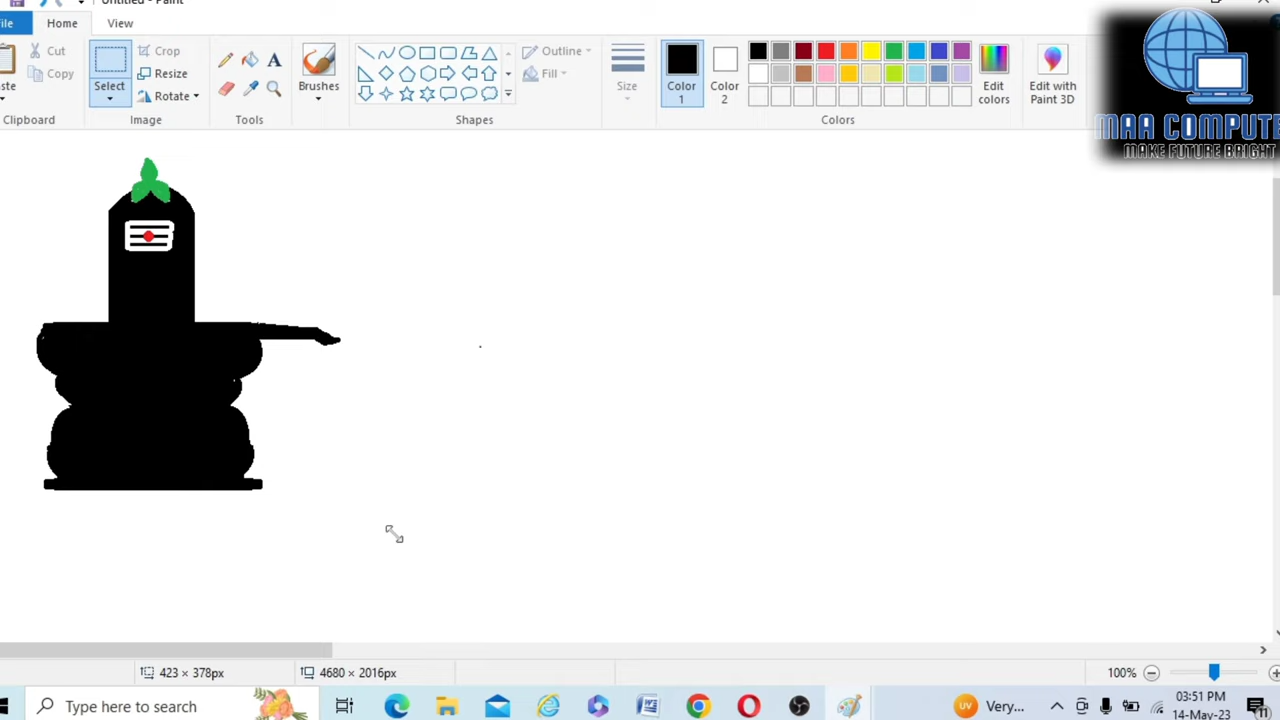 Untitled - Paint
File
Home
View
Cut
Copy
Clipboard
Select
Crop
Resize
Rotate
Image
A
Tools
Brushes
Shapes
Outline
Fill
Size
Color
1
Color
2
Edit
colors
Colors
Edit with
Paint 3D
MAA COMPUTE
MAKE FUTURE BRIGHT
423 × 378px
4680 × 2016px
100%
Type here to search
Very...
03:51 PM
14-May-23